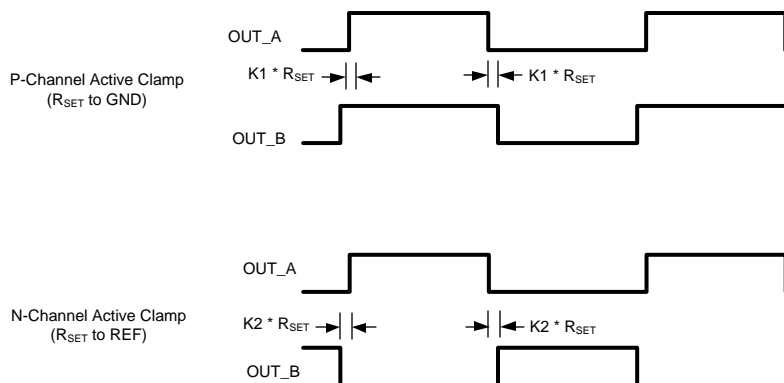 OUT_A
P-Channel Active Clamp
(RSET to GND)
K1 * RSET
K1 * RSET
OUT_B
OUT_A
N-Channel Active Clamp
(RSET to REF)
K2 * RSET
K2 * RSET
OUT_B